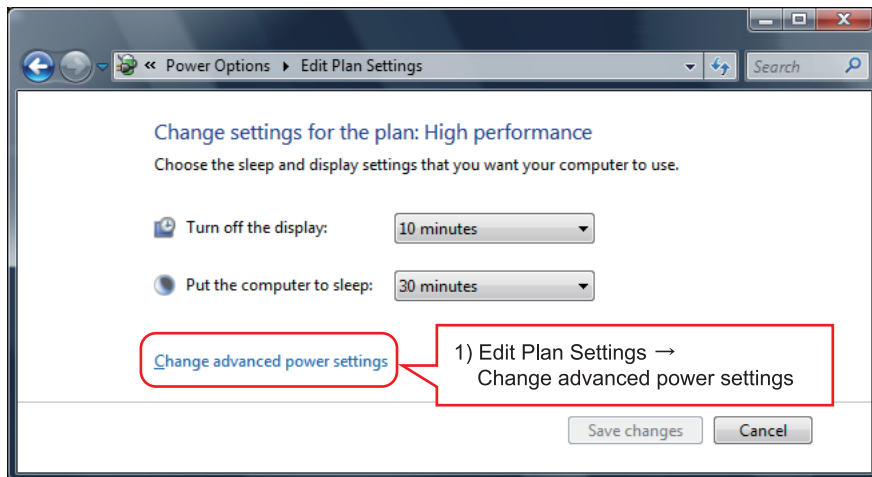 « Power Options ▸ Edit Plan Settings
Search
Change settings for the plan: High performance
Choose the sleep and display settings that you want your computer to use.
Turn off the display:
10 minutes
Put the computer to sleep:
30 minutes
Change advanced power settings
1) Edit Plan Settings →
Change advanced power settings
Save changes
Cancel